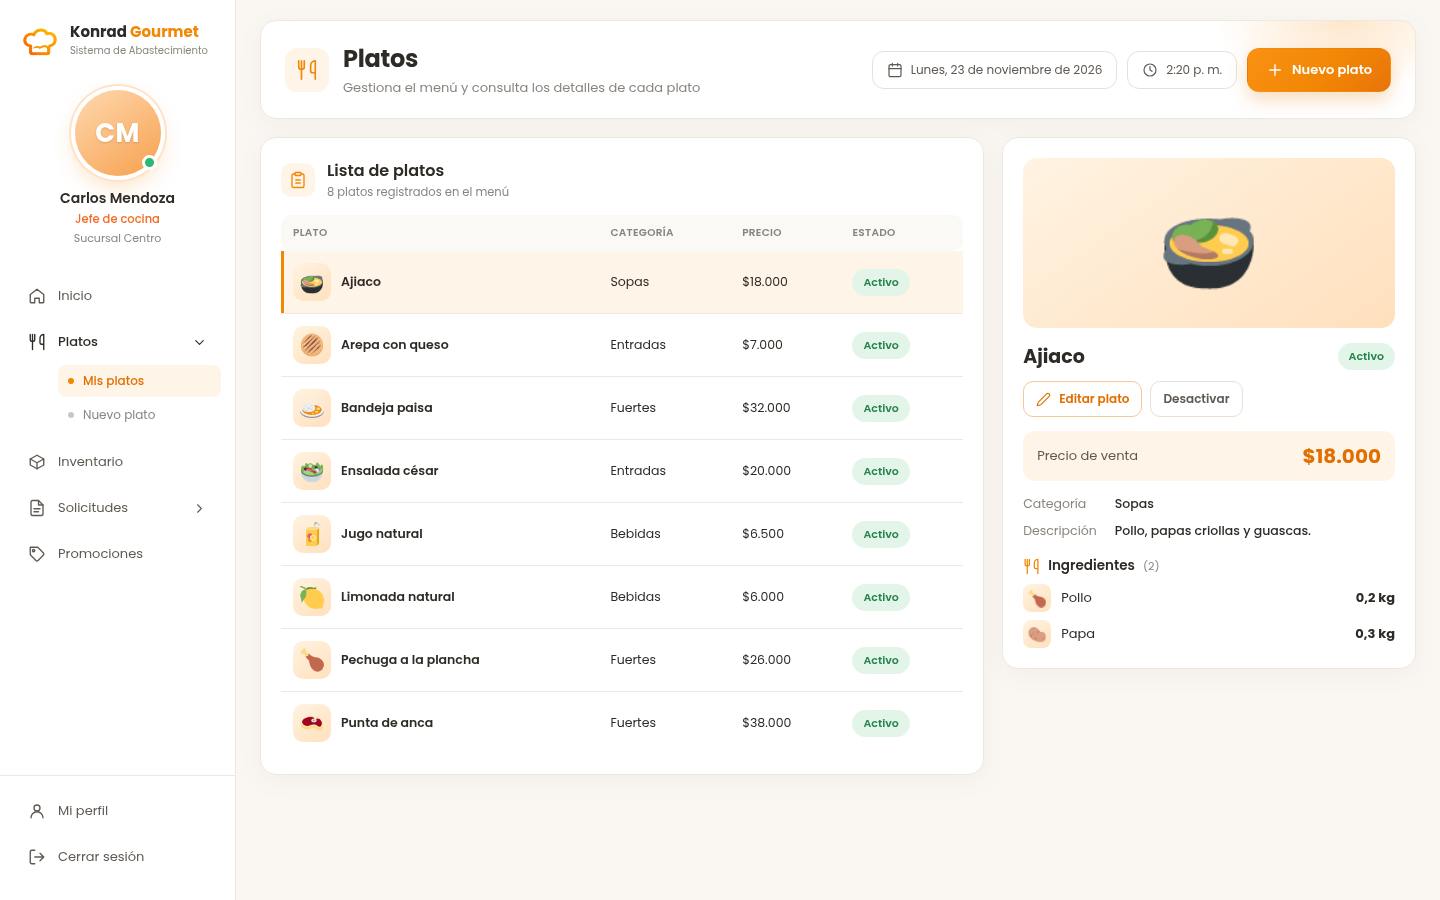 Konrad Gourmet
Sistema de Abastecimiento
CM
Carlos Mendoza
Jefe de cocina
Sucursal Centro
Inicio
Platos
Mis platos
Nuevo plato
Inventario
Solicitudes
Promociones
Mi perfil
Cerrar sesión
Platos
Gestiona el menú y consulta los detalles de cada plato
Lunes, 23 de noviembre de 2026
2:20 p. m.
Nuevo plato
Lista de platos
8 platos registrados en el menú
PLATO CATEGORÍA PRECIO ESTADO
Ajiaco Sopas $18.000 Activo
Arepa con queso Entradas $7.000 Activo
Bandeja paisa Fuertes $32.000 Activo
Ensalada césar Entradas $20.000 Activo
Jugo natural Bebidas $6.500 Activo
Limonada natural Bebidas $6.000 Activo
Pechuga a la plancha Fuertes $26.000 Activo
Punta de anca Fuertes $38.000 Activo
Ajiaco Activo
Editar plato Desactivar
Precio de venta $18.000
Categoría Sopas
Descripción Pollo, papas criollas y guascas.
Ingredientes (2)
Pollo 0,2 kg
Papa 0,3 kg